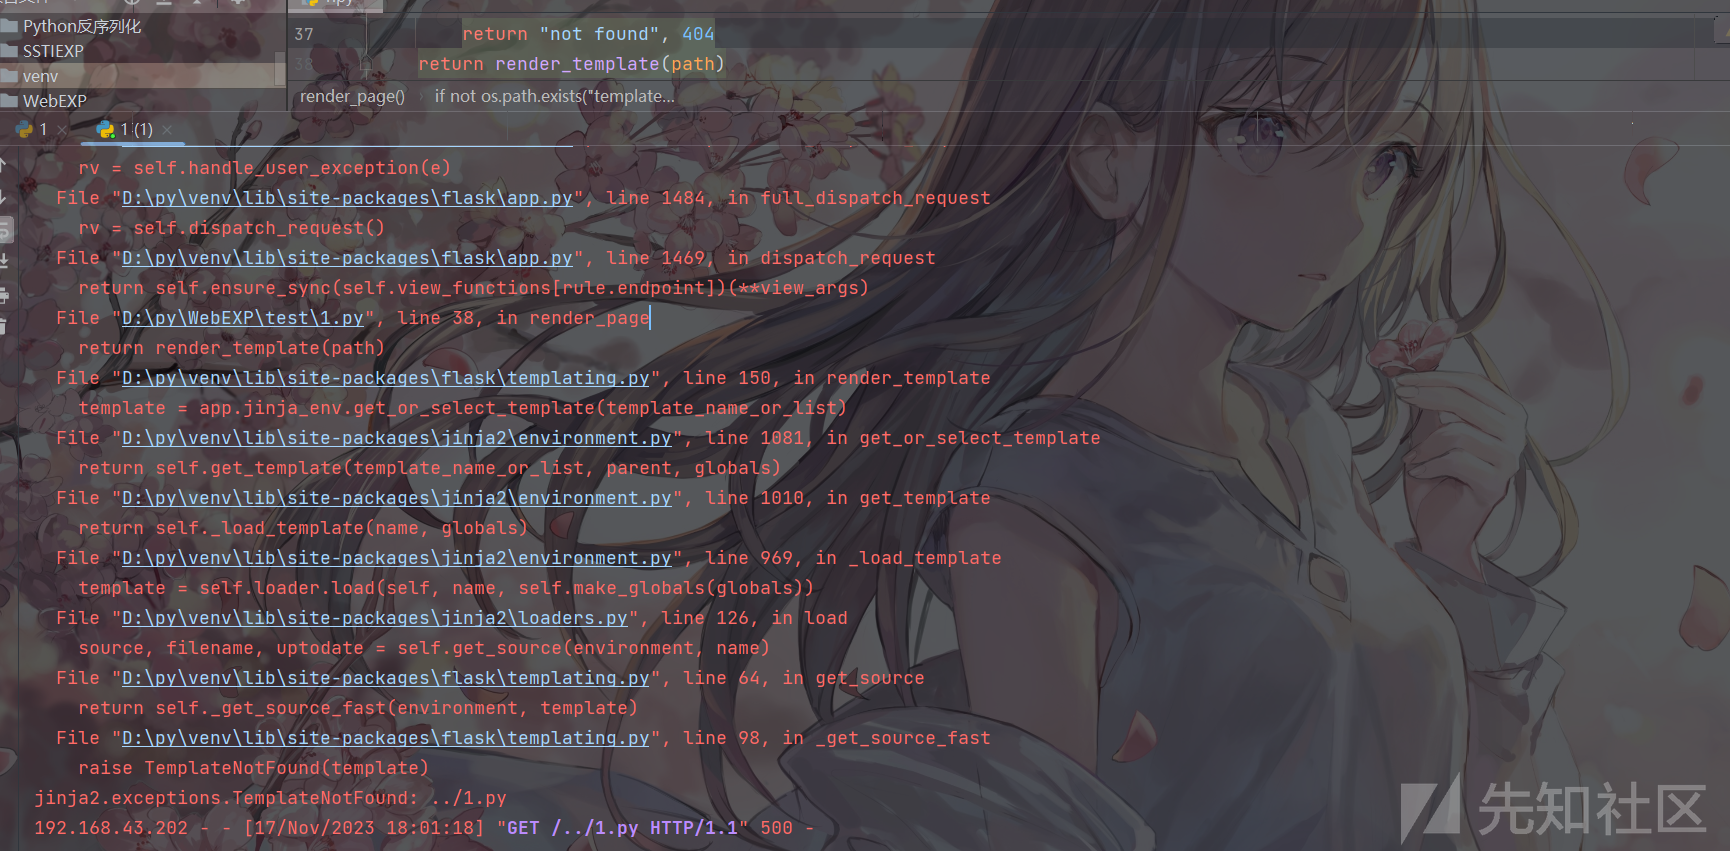 Python反序列化
SSTIEXP
venv
WebEXP
37 return "not found", 404
38 return render_template(path)
render_page() › if not os.path.exists("template...
1 × 1 (1) ×
rv = self.handle_user_exception(e)
File "D:\py\venv\lib\site-packages\flask\app.py", line 1484, in full_dispatch_request
rv = self.dispatch_request()
File "D:\py\venv\lib\site-packages\flask\app.py", line 1469, in dispatch_request
return self.ensure_sync(self.view_functions[rule.endpoint])(**view_args)
File "D:\py\WebEXP\test\1.py", line 38, in render_page
return render_template(path)
File "D:\py\venv\lib\site-packages\flask\templating.py", line 150, in render_template
template = app.jinja_env.get_or_select_template(template_name_or_list)
File "D:\py\venv\lib\site-packages\jinja2\environment.py", line 1081, in get_or_select_template
return self.get_template(template_name_or_list, parent, globals)
File "D:\py\venv\lib\site-packages\jinja2\environment.py", line 1010, in get_template
return self._load_template(name, globals)
File "D:\py\venv\lib\site-packages\jinja2\environment.py", line 969, in _load_template
template = self.loader.load(self, name, self.make_globals(globals))
File "D:\py\venv\lib\site-packages\jinja2\loaders.py", line 126, in load
source, filename, uptodate = self.get_source(environment, name)
File "D:\py\venv\lib\site-packages\flask\templating.py", line 64, in get_source
return self._get_source_fast(environment, template)
File "D:\py\venv\lib\site-packages\flask\templating.py", line 98, in _get_source_fast
raise TemplateNotFound(template)
jinja2.exceptions.TemplateNotFound: ../1.py
192.168.43.202 - - [17/Nov/2023 18:01:18] "GET /../1.py HTTP/1.1" 500 -
先知社区